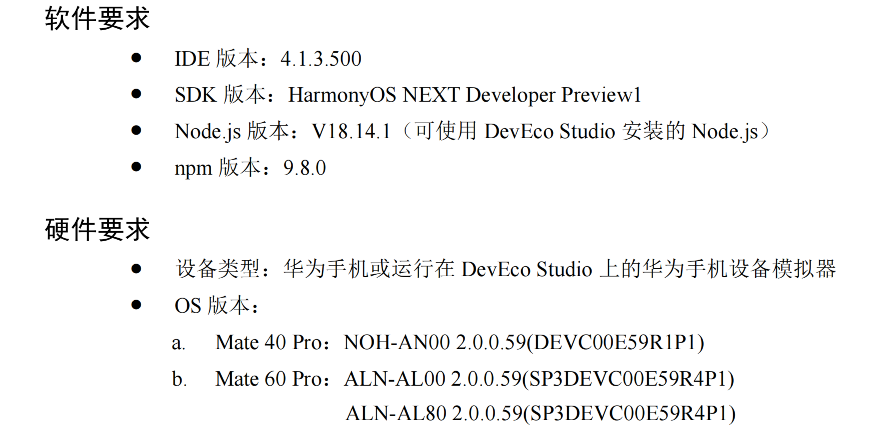 软件要求
● IDE 版本：4.1.3.500
● SDK 版本：HarmonyOS NEXT Developer Preview1
● Node.js 版本：V18.14.1（可使用 DevEco Studio 安装的 Node.js）
● npm 版本：9.8.0
硬件要求
● 设备类型：华为手机或运行在 DevEco Studio 上的华为手机设备模拟器
● OS 版本：
a. Mate 40 Pro：NOH-AN00 2.0.0.59(DEVC00E59R1P1)
b. Mate 60 Pro：ALN-AL00 2.0.0.59(SP3DEVC00E59R4P1)
ALN-AL80 2.0.0.59(SP3DEVC00E59R4P1)